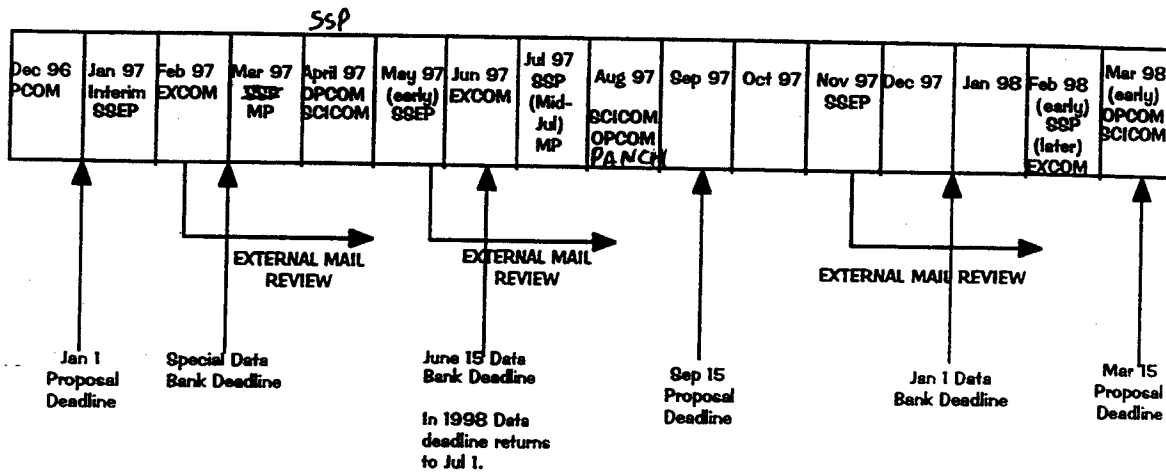 SSP
Dec 96
PCOM
Jan 97
Interim
SSEP
Feb 97
EXCOM
Mar 97
SSP
MP
April 97
OPCOM
SCICOM
May 97
(early)
SSEP
Jun 97
EXCOM
Jul 97
SSP
(Mid-
Jul)
MP
Aug 97
SCICOM
OPCOM
PANCH
Sep 97
Oct 97
Nov 97
SSEP
Dec 97
Jan 98
Feb 98
(early)
SSP
(later)
EXCOM
Mar 98
(early)
OPCOM
SCICOM
EXTERNAL MAIL
REVIEW
EXTERNAL MAIL
REVIEW
EXTERNAL MAIL REVIEW
Jan 1
Proposal
Deadline
Special Data
Bank Deadline
June 15 Data
Bank Deadline
In 1998 Data
deadline returns
to Jul 1.
Sep 15
Proposal
Deadline
Jan 1 Data
Bank Deadline
Mar 15
Proposal
Deadline